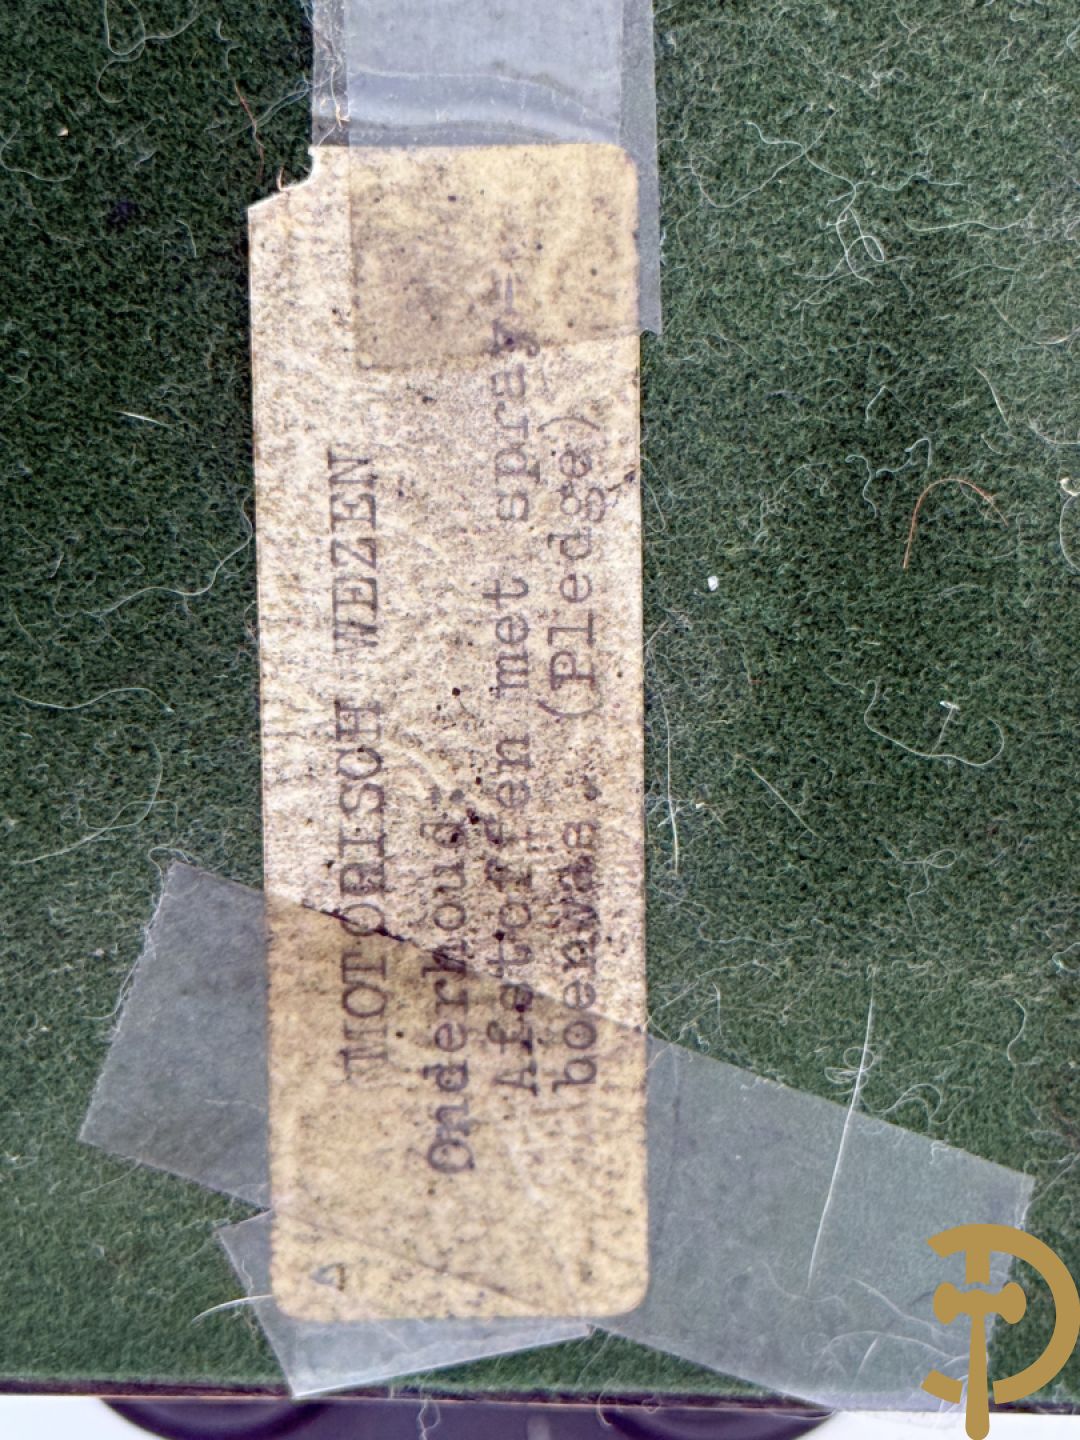 MOTORISCH WEZEN
Onderhoud:
Afstoffen met spray=
boenwas. (Pledge)